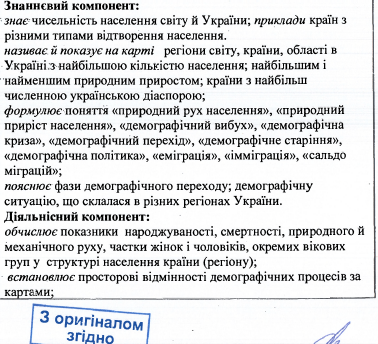 Знаннєвий компонент:
знає чисельність населення світу й України; приклади країн з
різними типами відтворення населення.
називає й показує на карті регіони світу, країни, області в
Україні з найбільшою кількістю населення; найбільшим і
найменшим природним приростом; країни з найбільш
численною українською діаспорою;
формулює поняття «природний рух населення», «природний
приріст населення», «демографічний вибух», «демографічна
криза», «демографічний перехід», «демографічне старіння»,
«демографічна політика», «еміграція», «імміграція», «сальдо
міграцій»;
пояснює фази демографічного переходу; демографічну
ситуацію, що склалася в різних регіонах України.
Діяльнісний компонент:
обчислює показники народжуваності, смертності, природного й
механічного руху, частки жінок і чоловіків, окремих вікових
груп у структурі населення країни (регіону);
встановлює просторові відмінності демографічних процесів за
картами;
З оригіналом
згідно